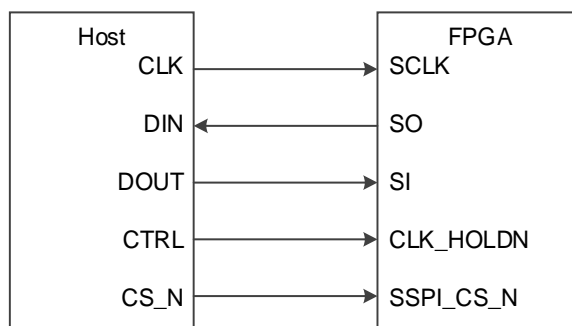 Host FPGA
CLK SCLK
DIN SO
DOUT SI
CTRL CLK_HOLDN
CS_N SSPI_CS_N